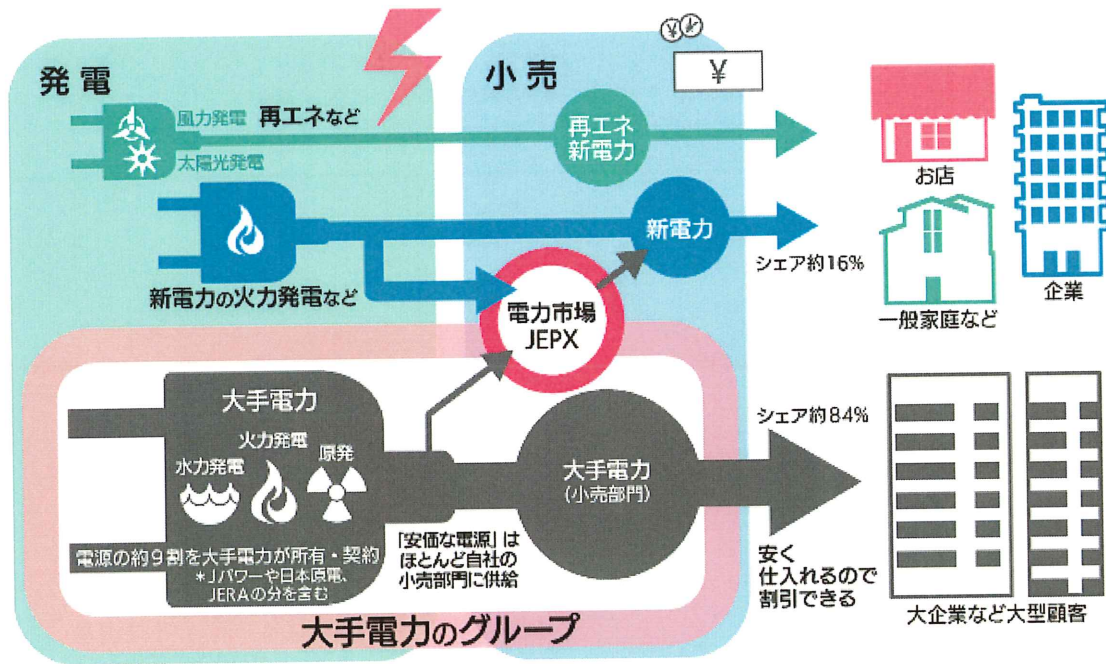 発電
小売
¥ ¥
¥
風力発電
再エネなど
太陽光発電
再エネ
新電力
お店
新電力の火力発電など
新電力
シェア約16%
一般家庭など
企業
電力市場
JEPX
大手電力
水力発電
火力発電
原発
電源の約9割を大手電力が所有・契約
*Jパワーや日本原電、
JERAの分を含む
「安価な電源」は
ほとんど自社の
小売部門に供給
大手電力
(小売部門)
シェア約84%
安く
仕入れるので
割引できる
大企業など大型顧客
大手電力のグループ